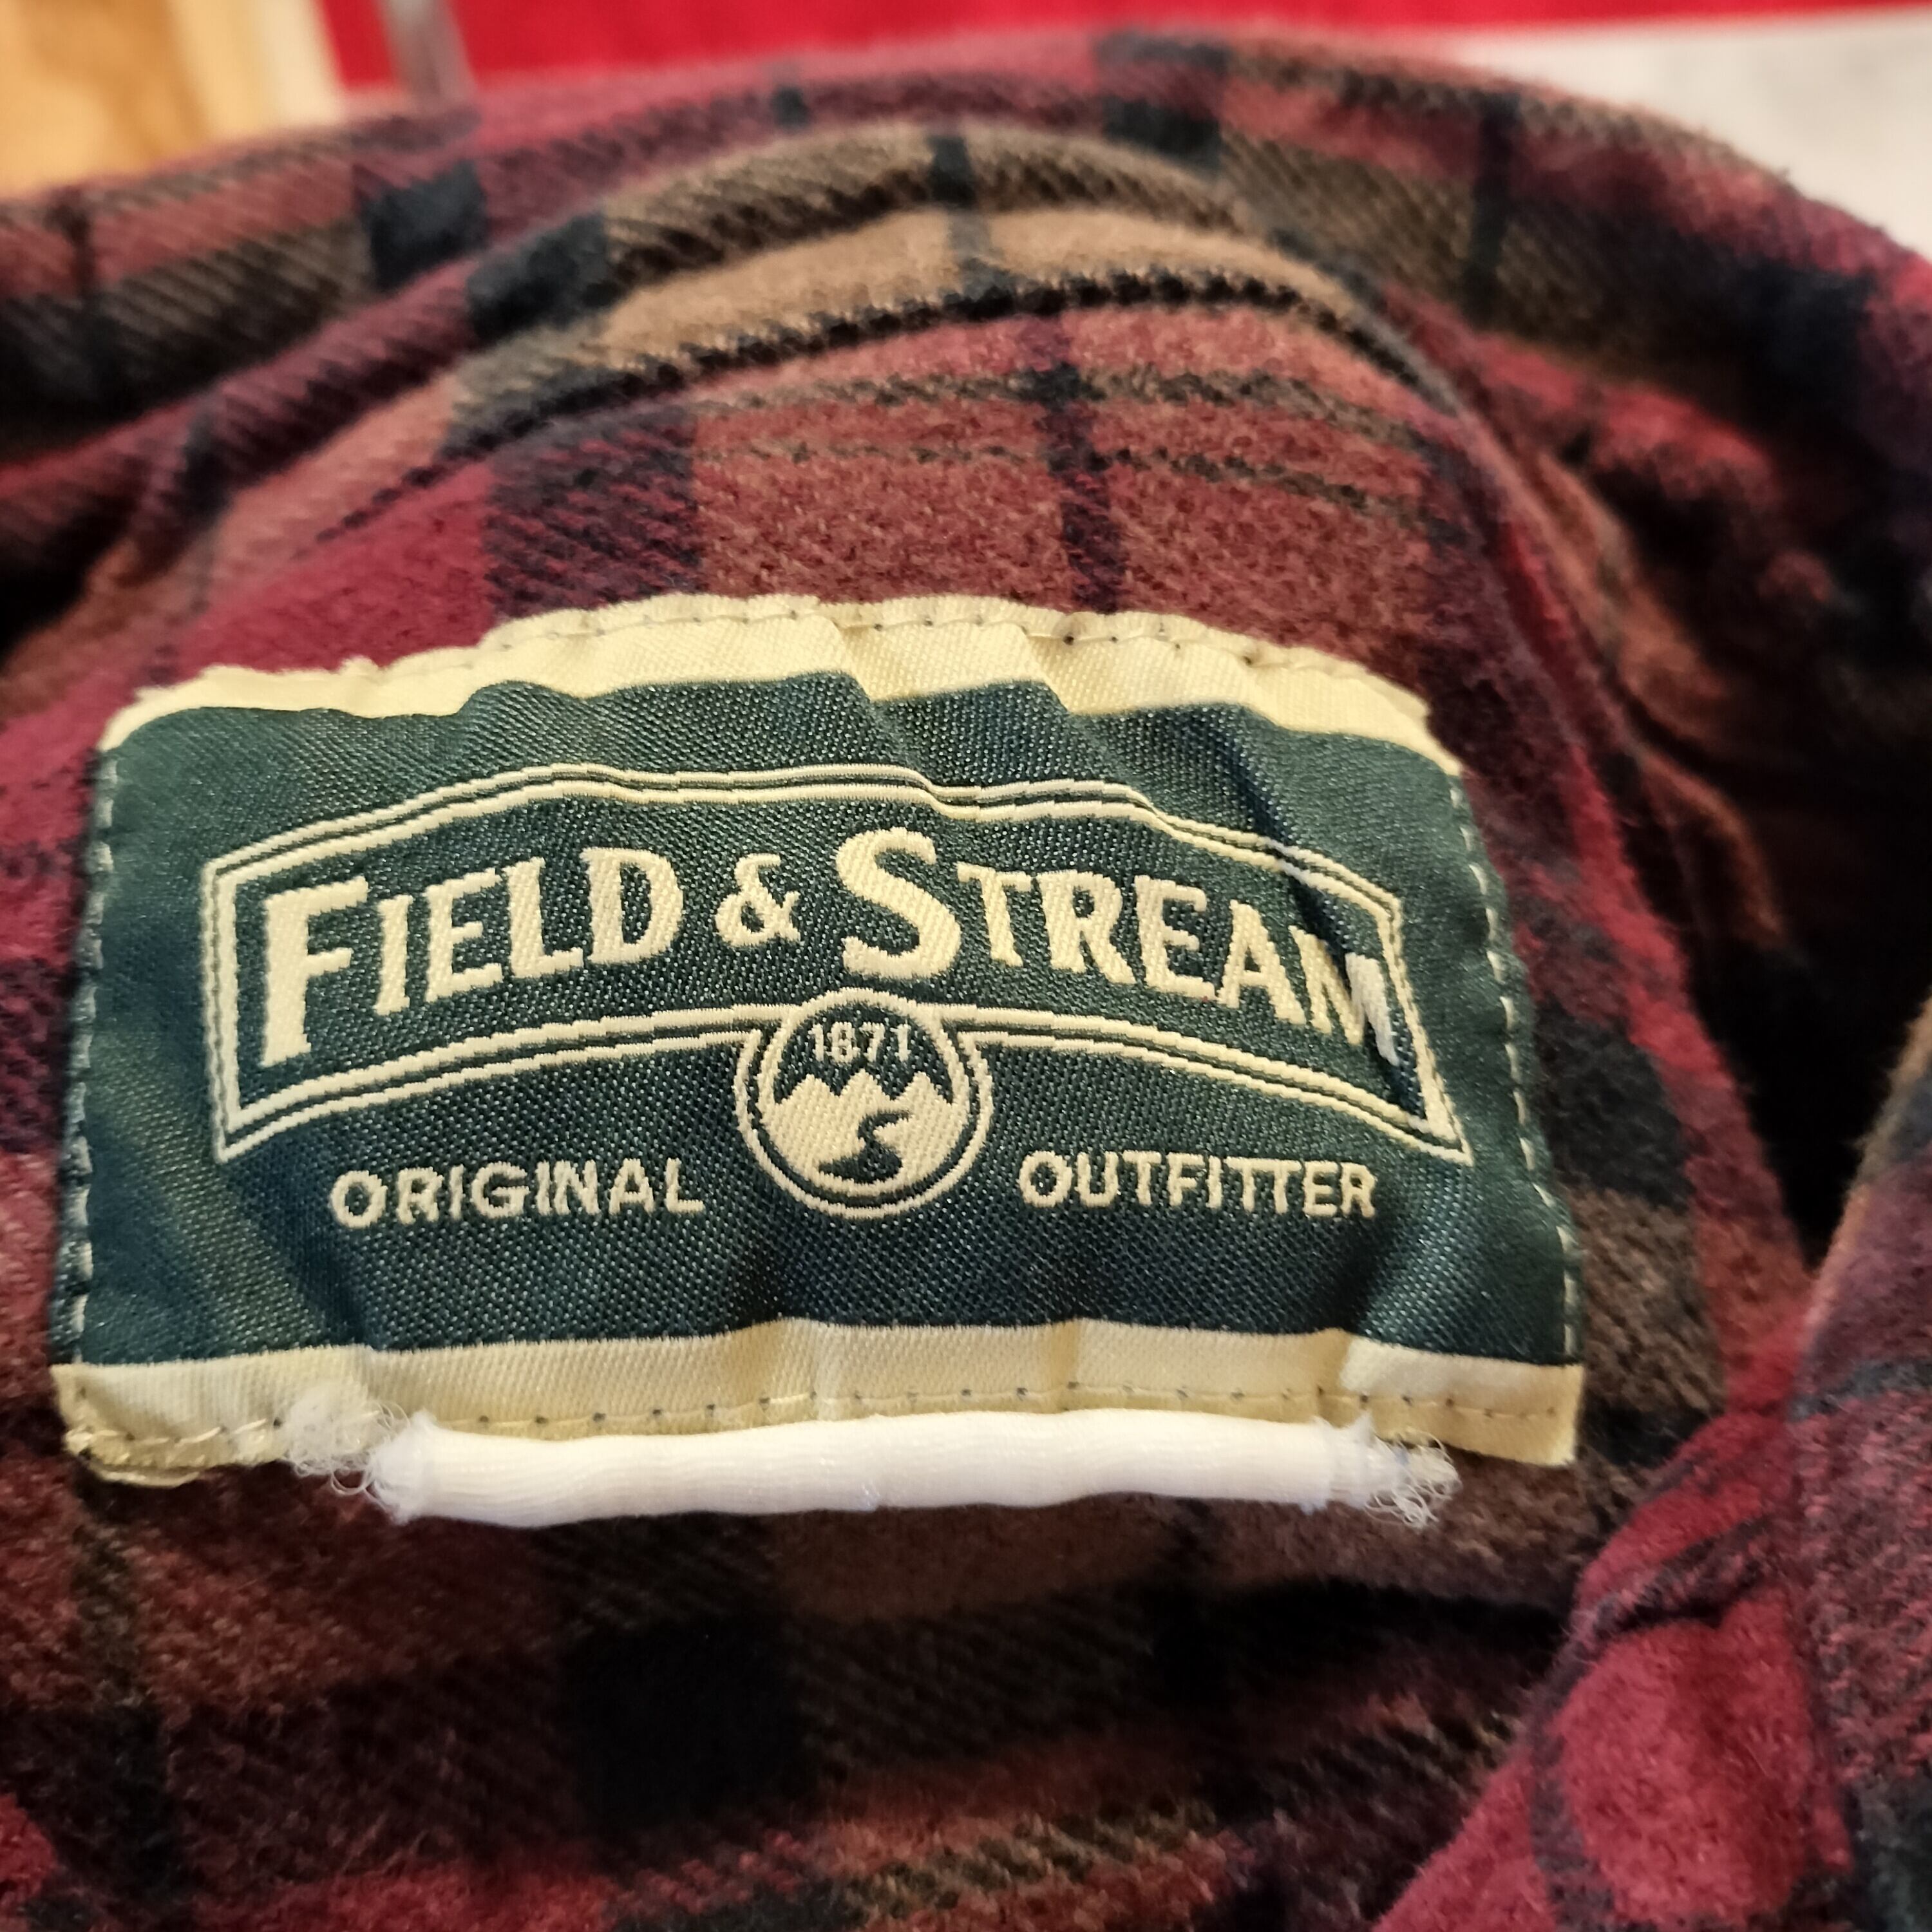 FIELD & STREAM
1871
ORIGINAL OUTFITTER